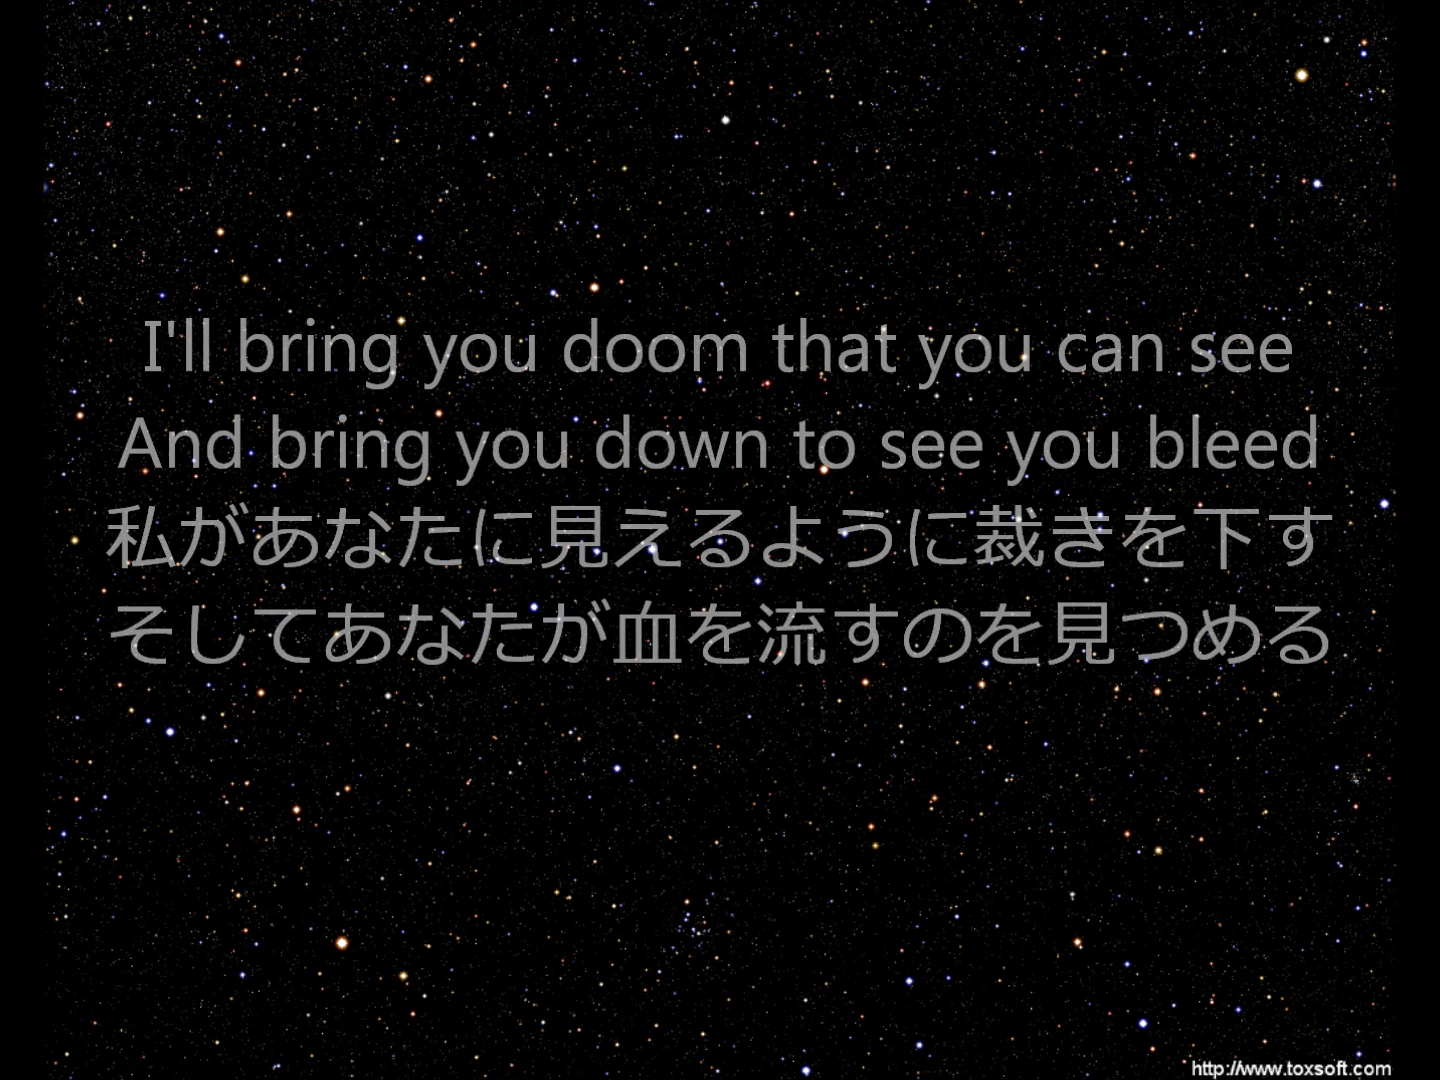 I'll bring you doom that you can see
And bring you down to see you bleed
私があなたに見えるように裁きを下す
そしてあなたが血を流すのを見つめる
http://www.toxsoft.com